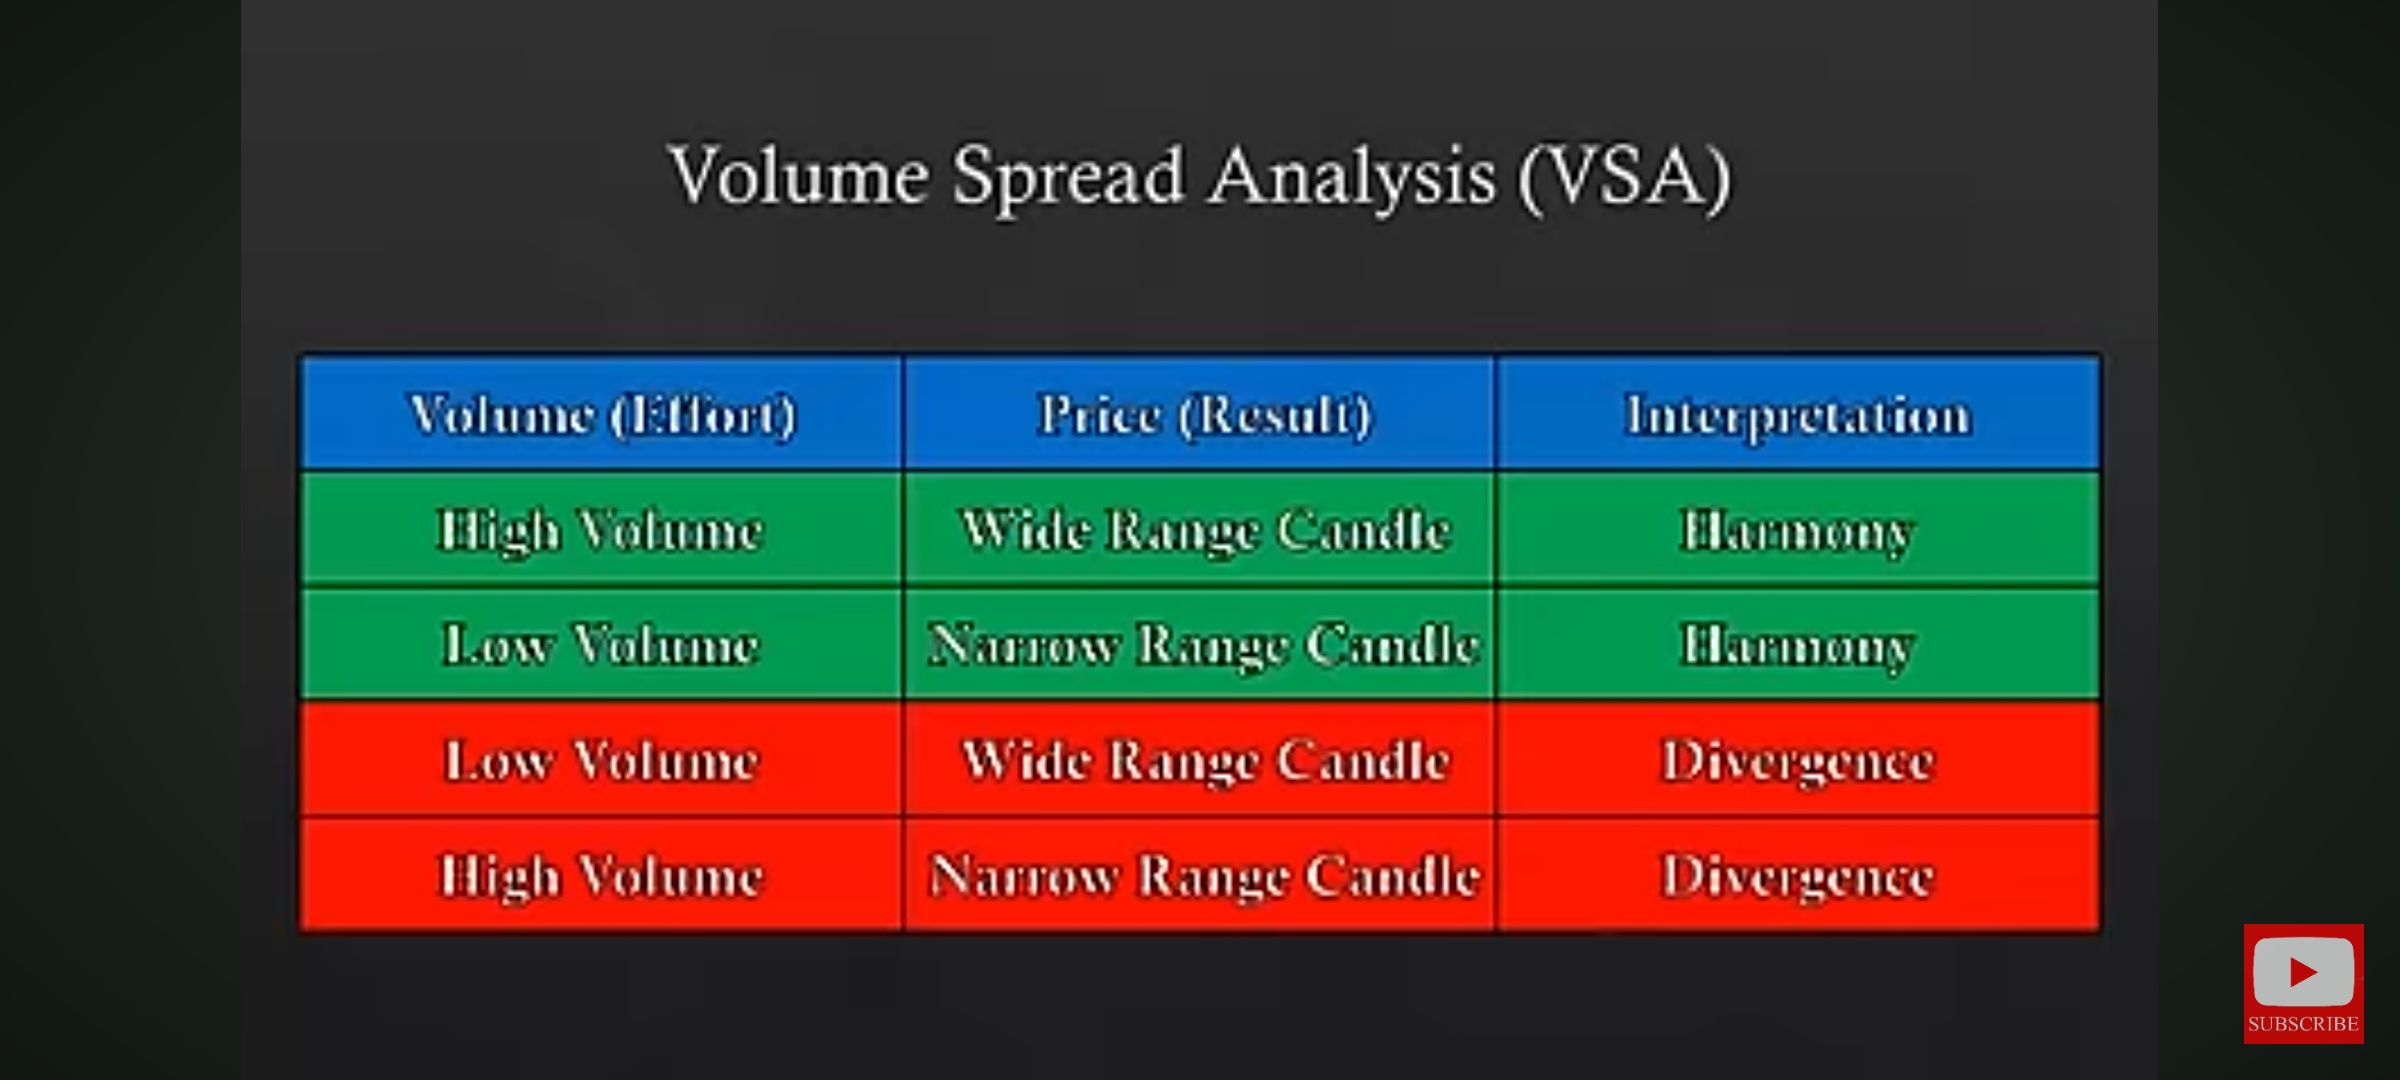 Volume Spread Analysis (VSA)
Volume (Effort) Price (Result) Interpretation
High Volume Wide Range Candle Harmony
Low Volume Narrow Range Candle Harmony
Low Volume Wide Range Candle Divergence
High Volume Narrow Range Candle Divergence
SUBSCRIBE